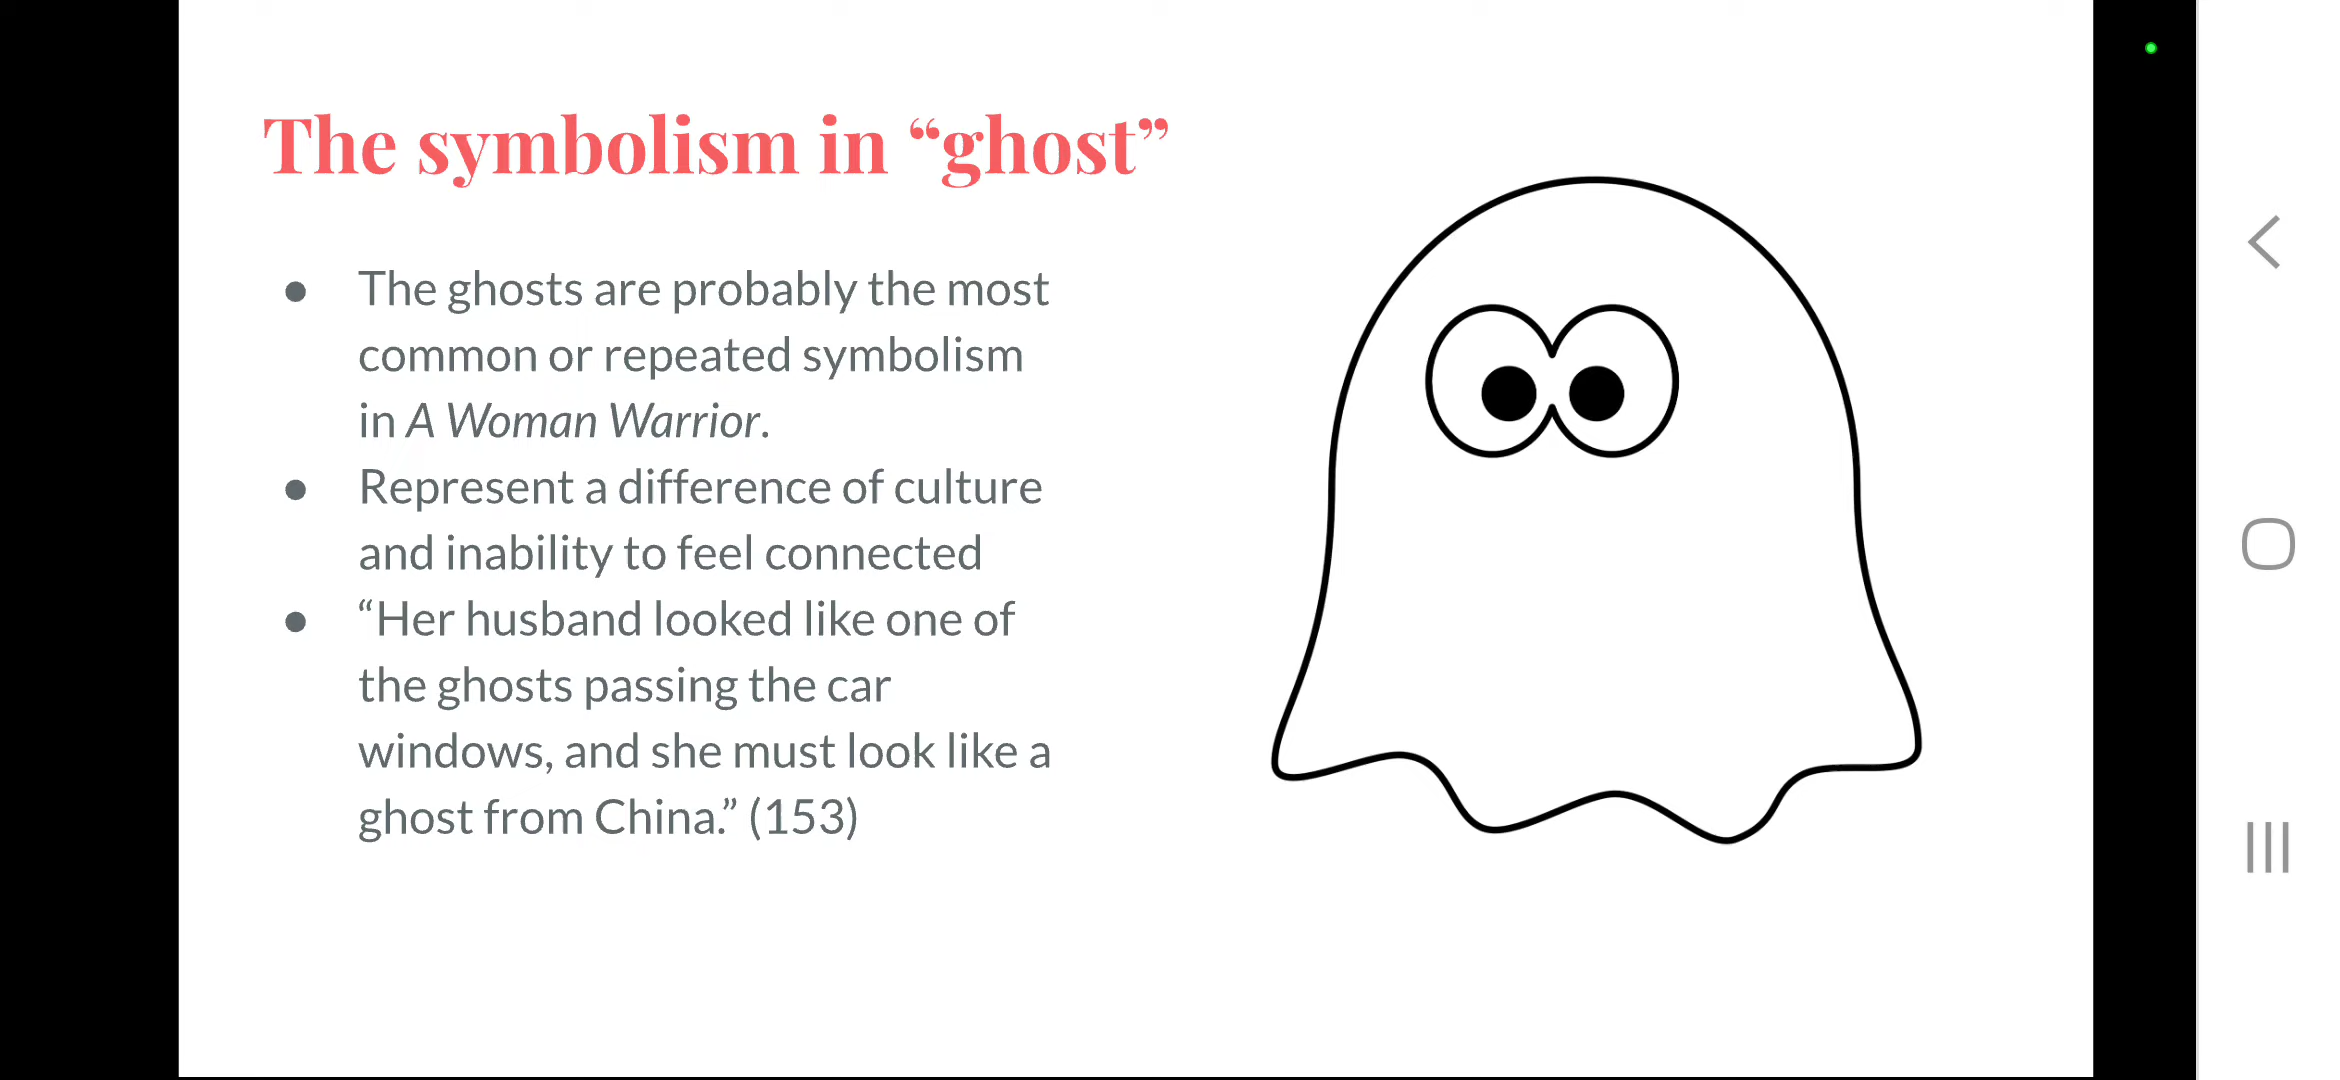 The symbolism in “ghost”
● The ghosts are probably the most
common or repeated symbolism
in A Woman Warrior.
● Represent a difference of culture
and inability to feel connected
● “Her husband looked like one of
the ghosts passing the car
windows, and she must look like a
ghost from China.” (153)